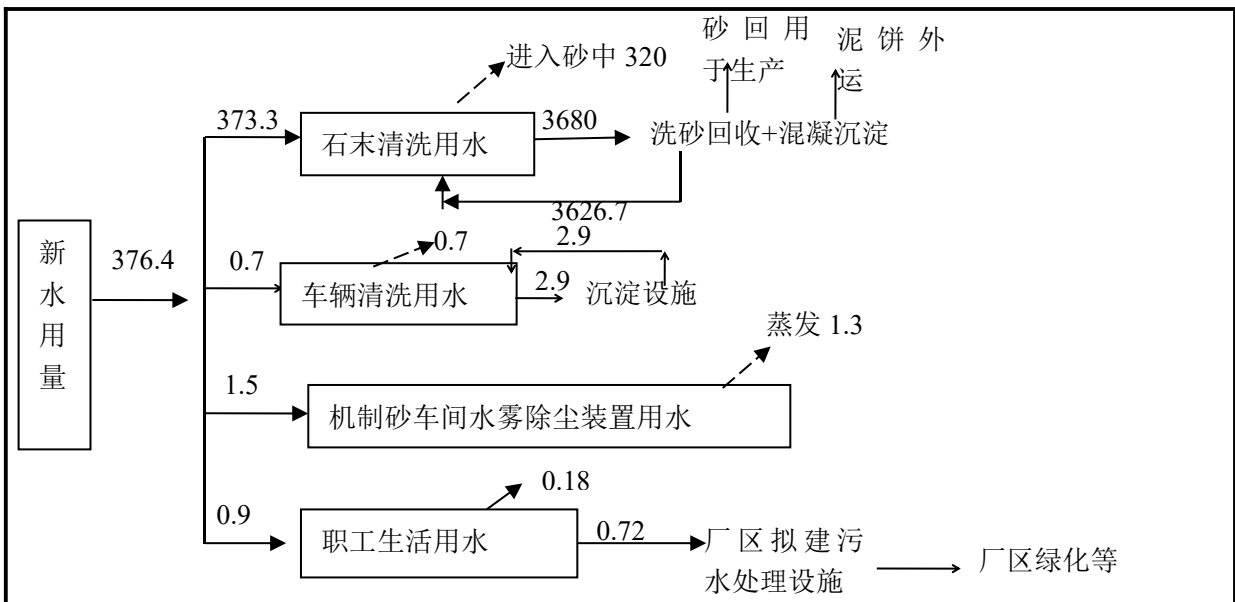 砂回用
于生产
泥饼外
运
进入砂中 320
373.3
石末清洗用水
3680
洗砂回收+混凝沉淀
3626.7
新
水
用
量
376.4
0.7
0.7
2.9
车辆清洗用水
2.9
沉淀设施
蒸发 1.3
1.5
机制砂车间水雾除尘装置用水
0.18
0.9
职工生活用水
0.72
厂区拟建污
水处理设施
厂区绿化等